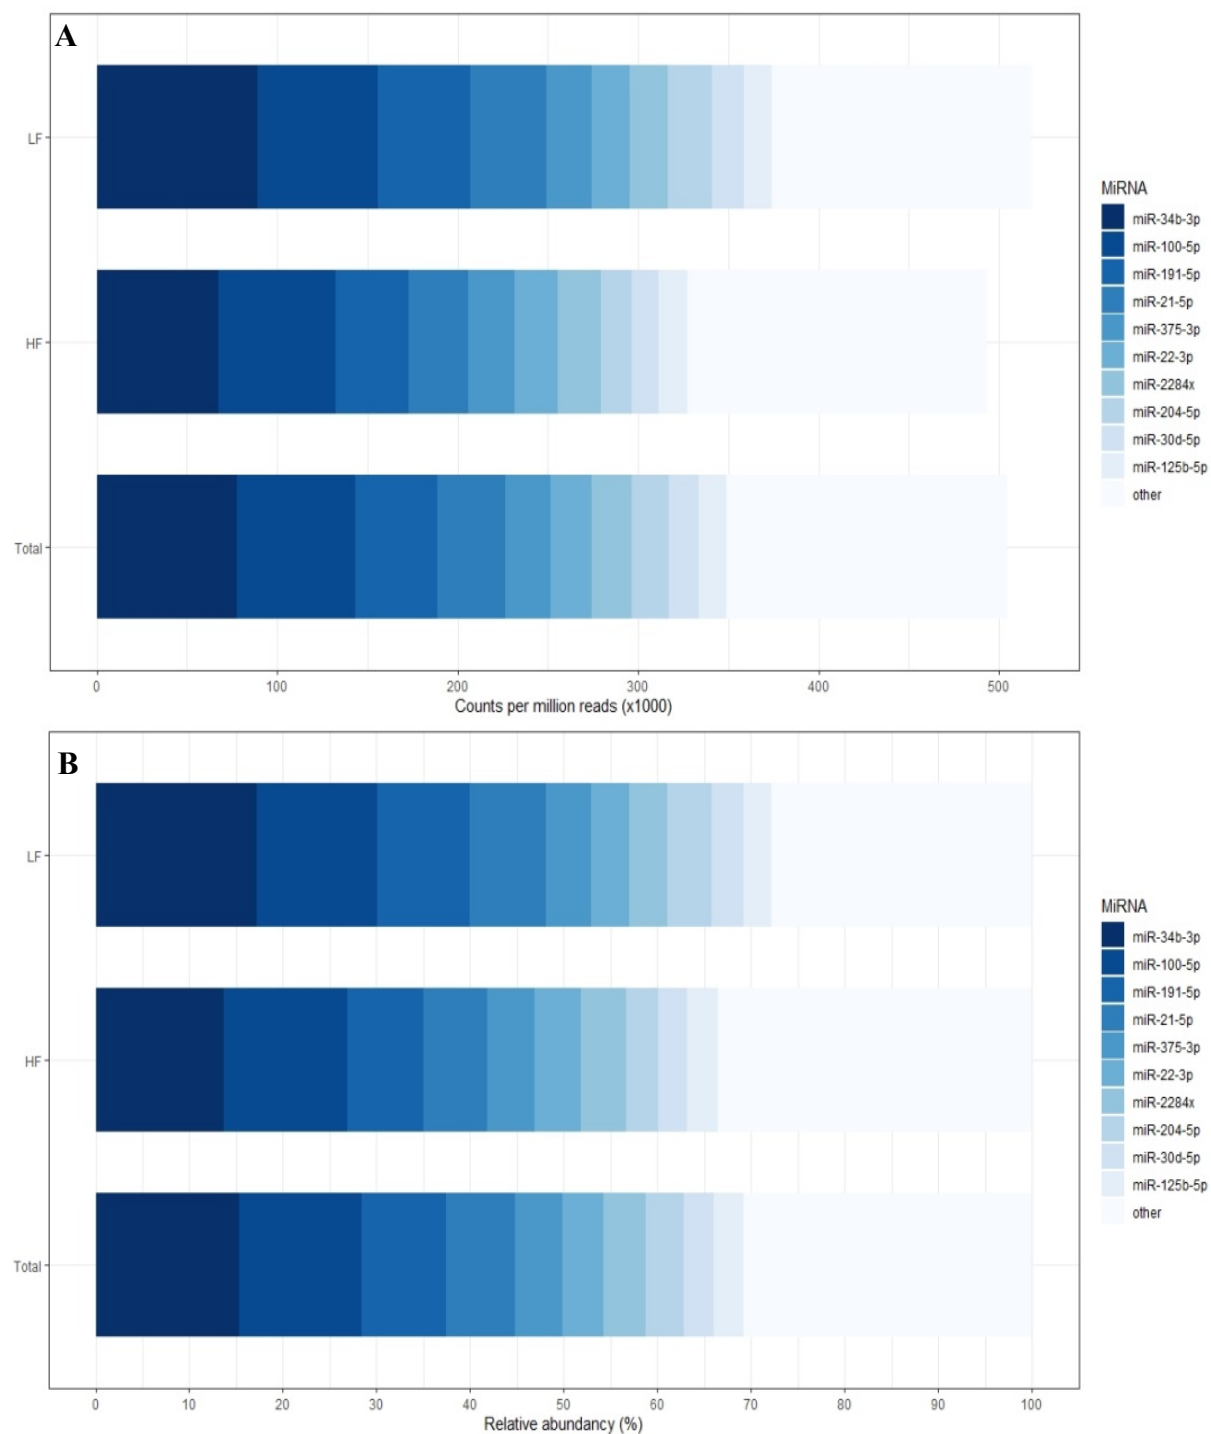 A
LF
HF
Total
0 100 200 300 400 500
Counts per million reads (x1000)
MiRNA
miR-34b-3p
miR-100-5p
miR-191-5p
miR-21-5p
miR-375-3p
miR-22-3p
miR-2284x
miR-204-5p
miR-30d-5p
miR-125b-5p
other
B
LF
HF
Total
0 10 20 30 40 50 60 70 80 90 100
Relative abundancy (%)
MiRNA
miR-34b-3p
miR-100-5p
miR-191-5p
miR-21-5p
miR-375-3p
miR-22-3p
miR-2284x
miR-204-5p
miR-30d-5p
miR-125b-5p
other